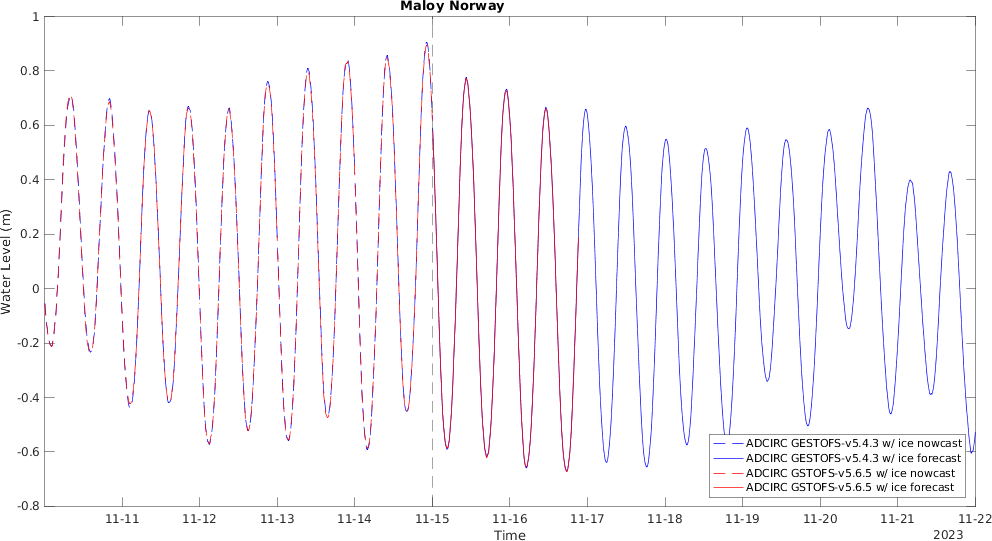 Maloy Norway
1
0.8
0.6
0.4
0.2
0
-0.2
-0.4
-0.6
-0.8
Water Level (m)
ADCIRC GESTOFS-v5.4.3 w/ ice nowcast
ADCIRC GESTOFS-v5.4.3 w/ ice forecast
ADCIRC GSTOFS-v5.6.5 w/ ice nowcast
ADCIRC GSTOFS-v5.6.5 w/ ice forecast
11-11 11-12 11-13 11-14 11-15 11-16 11-17 11-18 11-19 11-20 11-21 11-22
Time
2023